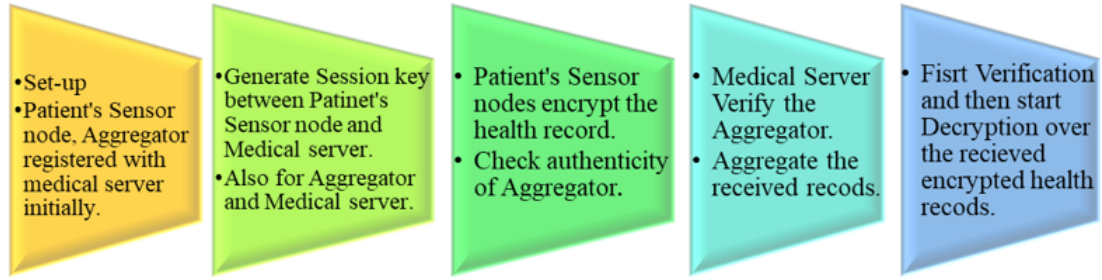 •Set-up
•Patient's Sensor
node, Aggregator
registered with
medical server
initially.
•Generate Session key
between Patinet's
Sensor node and
Medical server.
•Also for Aggregator
and Medical server.
• Patient's Sensor
nodes encrypt the
health record.
• Check authenticity
of Aggregator.
• Medical Server
Verify the
Aggregator.
• Aggregate the
received recods.
• Fisrt Verification
and then start
Decryption over
the recieved
encrypted health
recods.